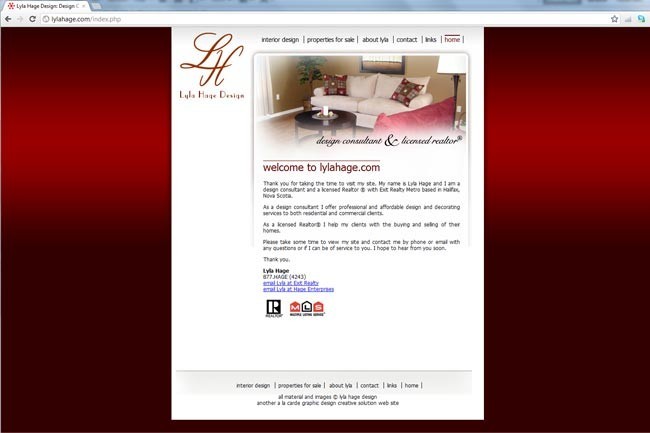 Lyla Hage Design: Design C
lylahage.com/index.php
LH
Lyla Hage Design
interior design | properties for sale | about lyla | contact | links | home |
design consultant & licensed realtor®
welcome to lylahage.com
Thank you for taking the time to visit my site. My name is Lyla Hage and I am a
design consultant and a licensed Realtor ® with Exit Realty Metro based in Halifax,
Nova Scotia.
As a design consultant I offer professional and affordable design and decorating
services to both residential and commercial clients.
As a licensed Realtor® I help my clients with the buying and selling of their
homes.
Please take some time to view my site and contact me by phone or email with
any questions or if I can be of service to you. I hope to hear from you soon.
Thank you.
Lyla Hage
877.HAGE (4243)
email Lyla at Exit Realty
email Lyla at Hage Enterprises
R
REALTOR®
MLS
MULTIPLE LISTING SERVICE®
interior design | properties for sale | about lyla | contact | links | home |
all material and images © lyla hage design
another a la carte graphic design creative solution web site